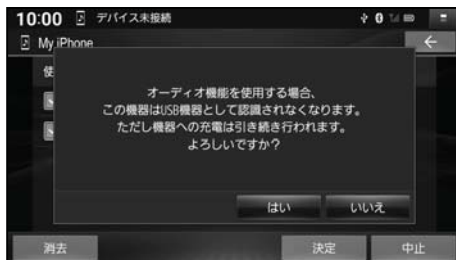 10:00 デバイス未接続 0
My iPhone
使
オーディオ機能を使用する場合、
この機器はUSB機器として認識されなくなります。
ただし機器への充電は引き続き行われます。
よろしいですか?
はい いいえ
消去 決定 中止